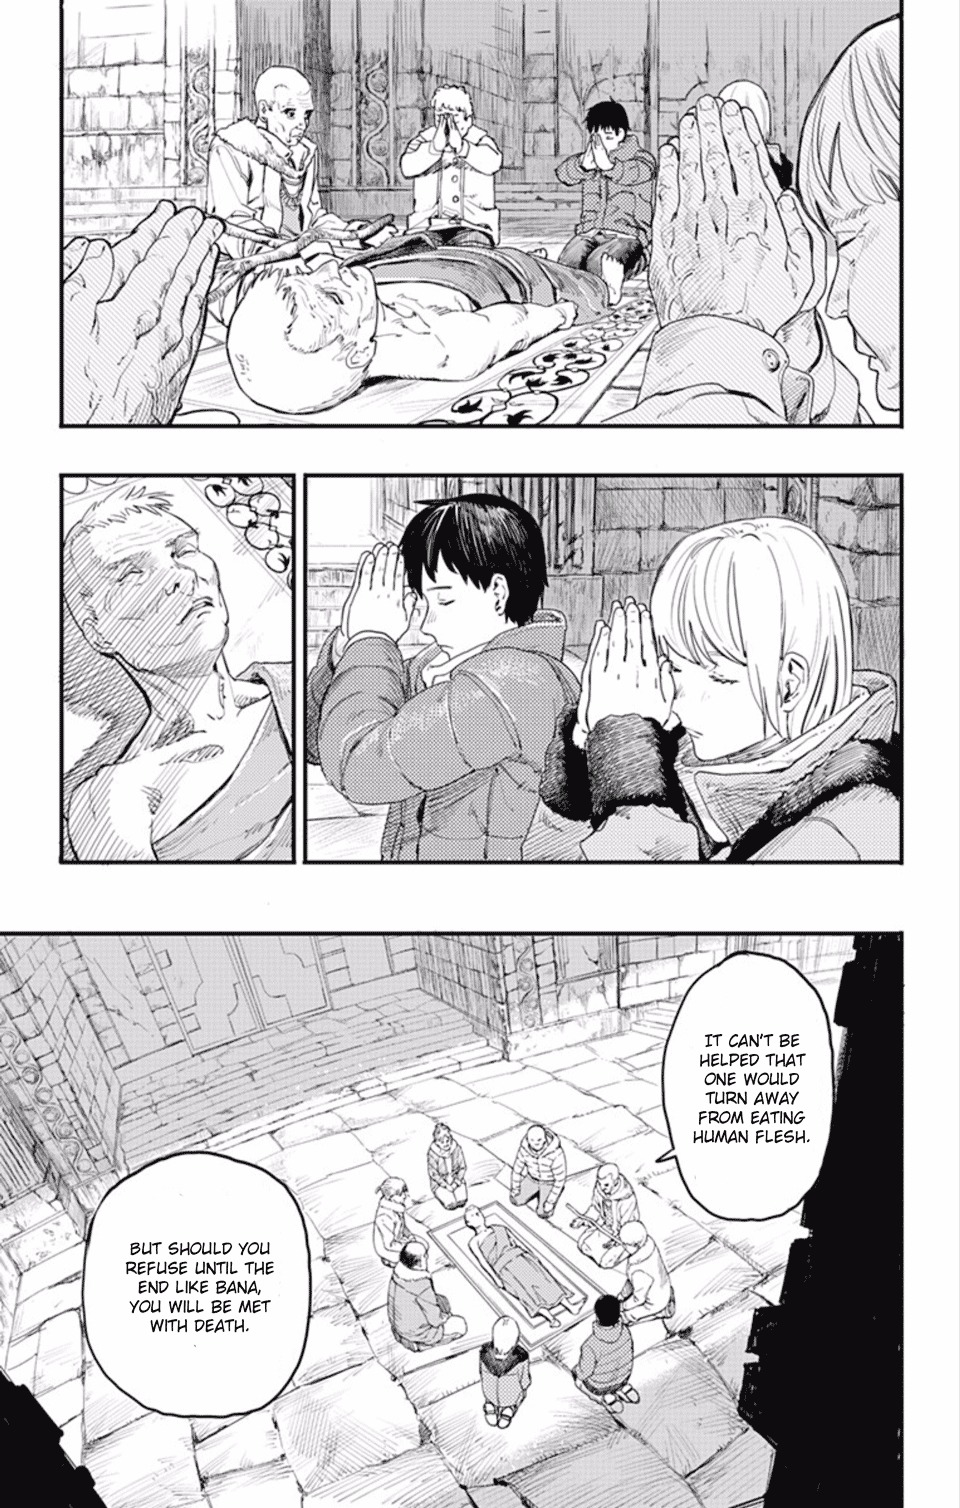 IT CAN'T BE
HELPED THAT
ONE WOULD
TURN AWAY
FROM EATING
HUMAN FLESH.
BUT SHOULD YOU
REFUSE UNTIL THE
END LIKE BANA,
YOU WILL BE MET
WITH DEATH.